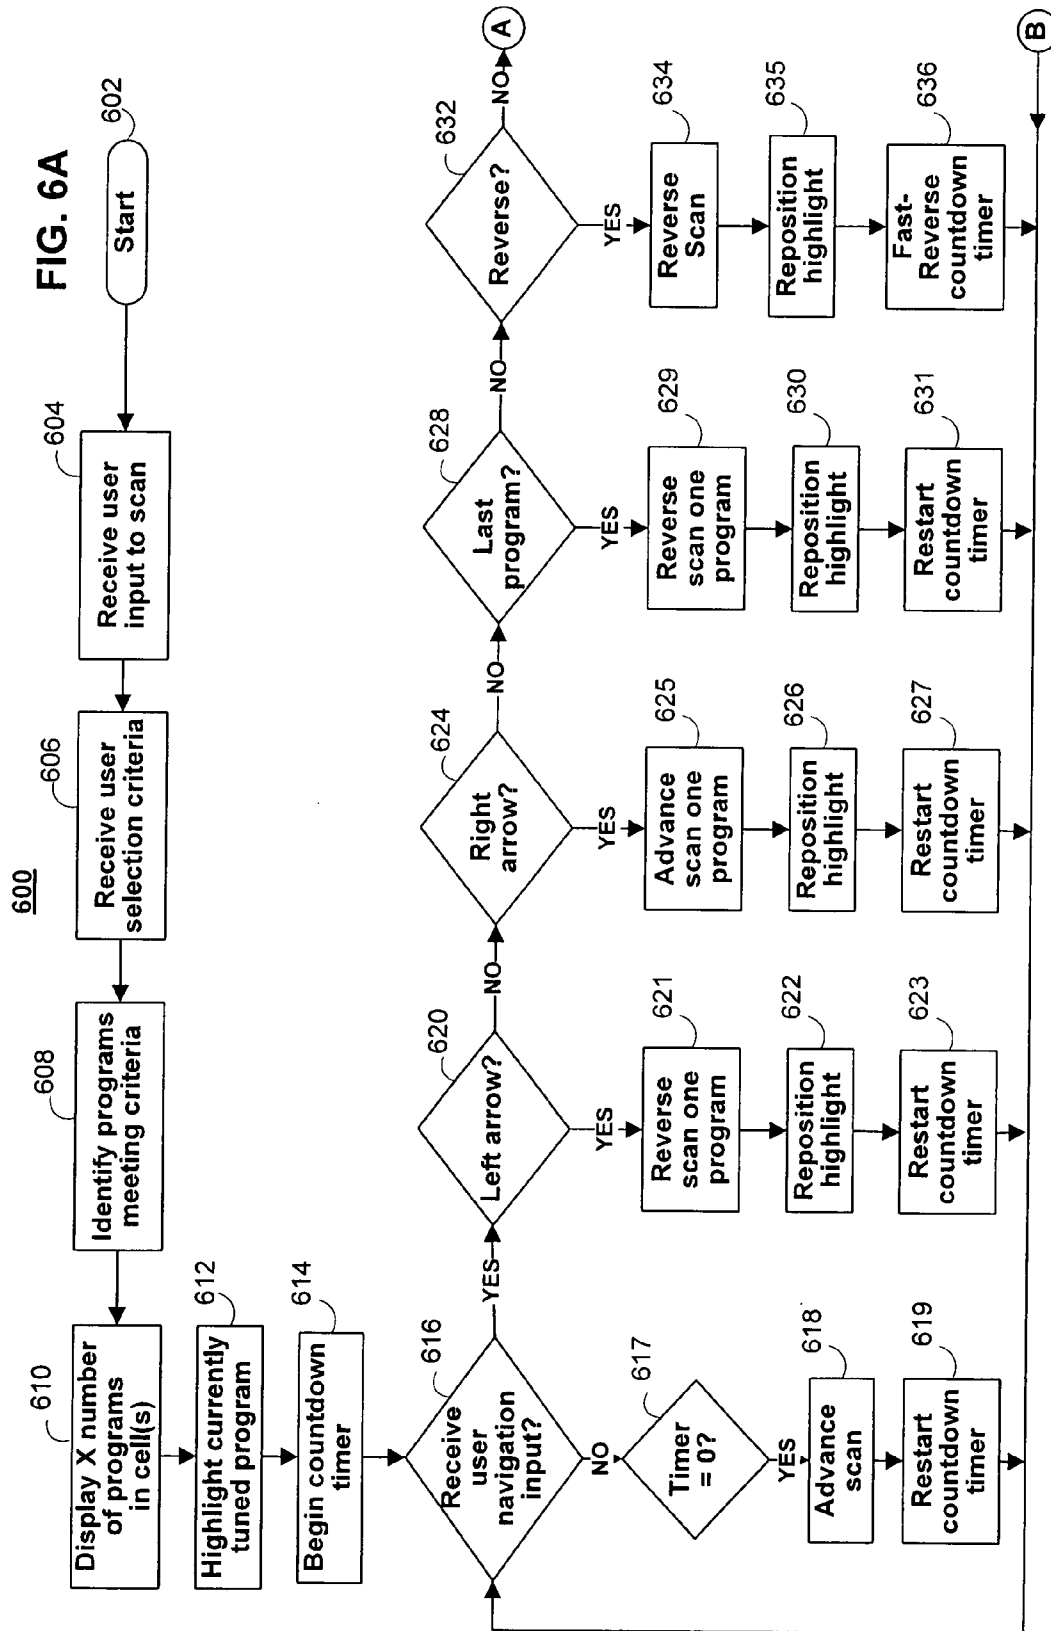 FIG. 6A
600
Start
602
Receive user
input to scan
604
Receive user
selection criteria
606
Identify programs
meeting criteria
608
Display X number
of programs
in cell(s)
610
Highlight currently
tuned program
612
Begin countdown
timer
614
Receive
user
navigation
input?
616
YES
NO
Timer
= 0?
617
YES
Advance
scan
618
Restart
countdown
timer
619
Left arrow?
620
NO
YES
Reverse
scan one
program
621
Reposition
highlight
622
Restart
countdown
timer
623
Right
arrow?
624
NO
YES
Advance
scan one
program
625
Reposition
highlight
626
Restart
countdown
timer
627
Last
program?
628
NO
YES
Reverse
scan one
program
629
Reposition
highlight
630
Restart
countdown
timer
631
Reverse?
632
NO
YES
Reverse
Scan
634
Reposition
highlight
635
Fast-
Reverse
countdown
timer
636
A
B